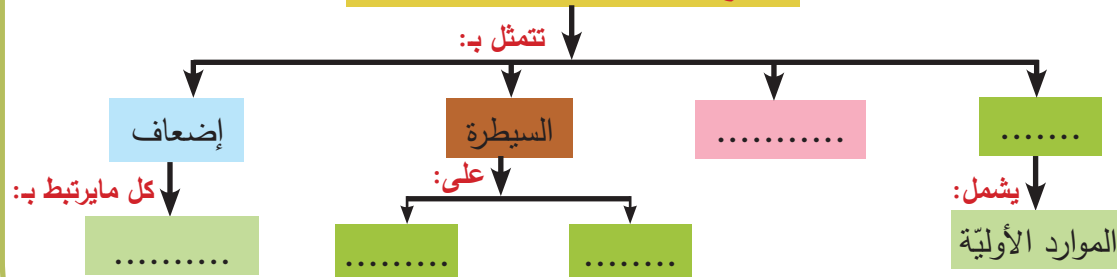 تتمثل بـ:
.......
...........
السيطرة
إضعاف
يشمل:
على:
كل مايرتبط بـ:
الموارد الأوليّة
........
.........
..........